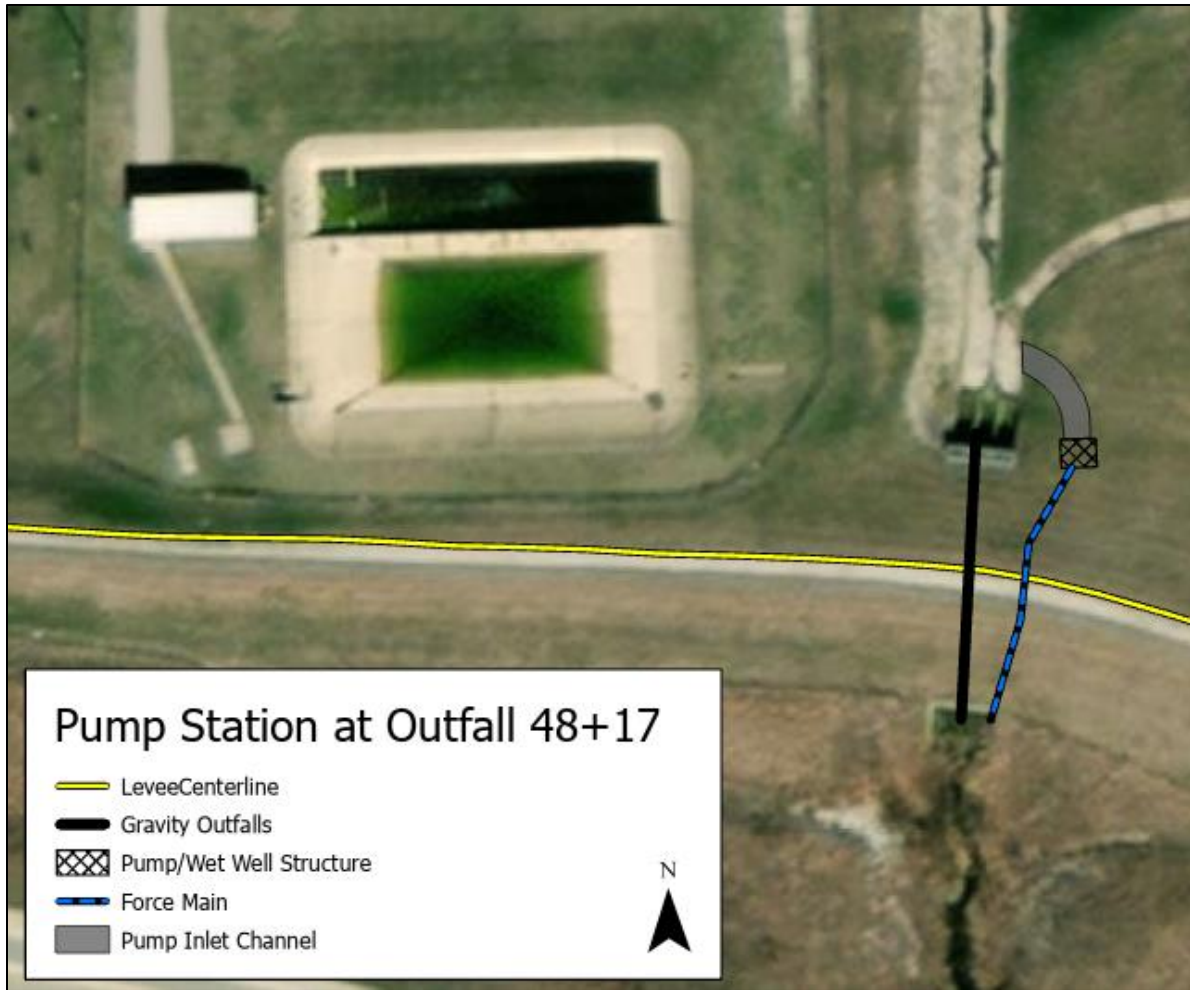 Pump Station at Outfall 48+17
LeveeCenterline
Gravity Outfalls
Pump/Wet Well Structure
Force Main
Pump Inlet Channel
N